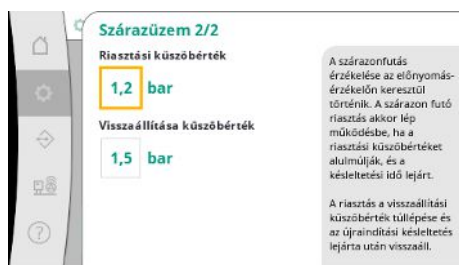 Szárazüzem 2/2
Riasztási küszöbérték
1,2 bar
Visszaállítása küszöbérték
1,5 bar
A szárazonfutás
érzékelése az előnyomás-
érzékelőn keresztül
történik. A szárazon futó
riasztás akkor lép
működésbe, ha a
riasztási küszöbértéket
alulmúlják, és a
késleltetési idő lejárt.
A riasztás a visszaállítási
küszöbérték túllépése és
az újraindítási késleltetés
lejárta után visszaáll.
?